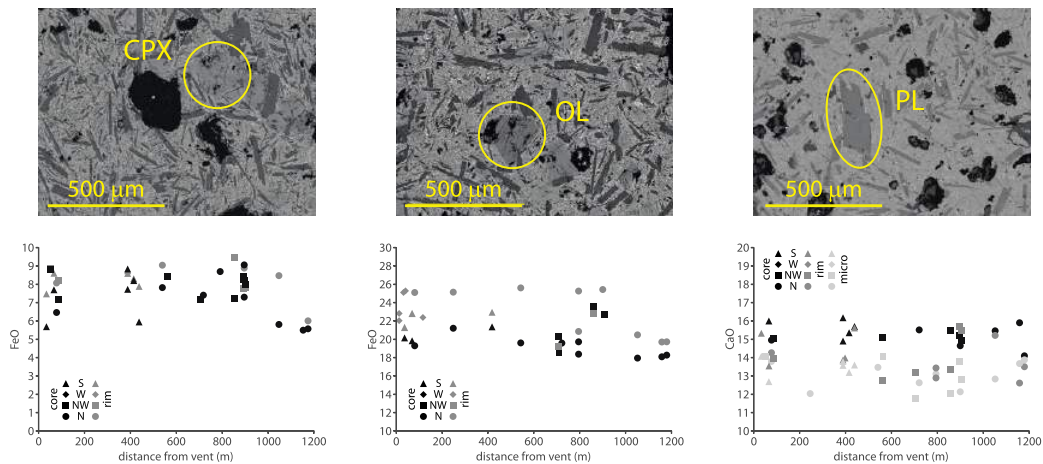 CPX
500 μm
OL
500 μm
PL
500 μm
10
9
8
7
6
5
4
3
2
1
0
FeO
0 200 400 600 800 1000 1200
distance from vent (m)
core
S
W
NW
N
rim
30
28
26
24
22
20
18
16
14
12
10
FeO
0 200 400 600 800 1000 1200
distance from vent (m)
core
S
W
NW
N
rim
20
19
18
17
16
15
14
13
12
11
10
CaO
0 200 400 600 800 1000 1200
distance from vent (m)
core
S
W
NW
N
rim
micro